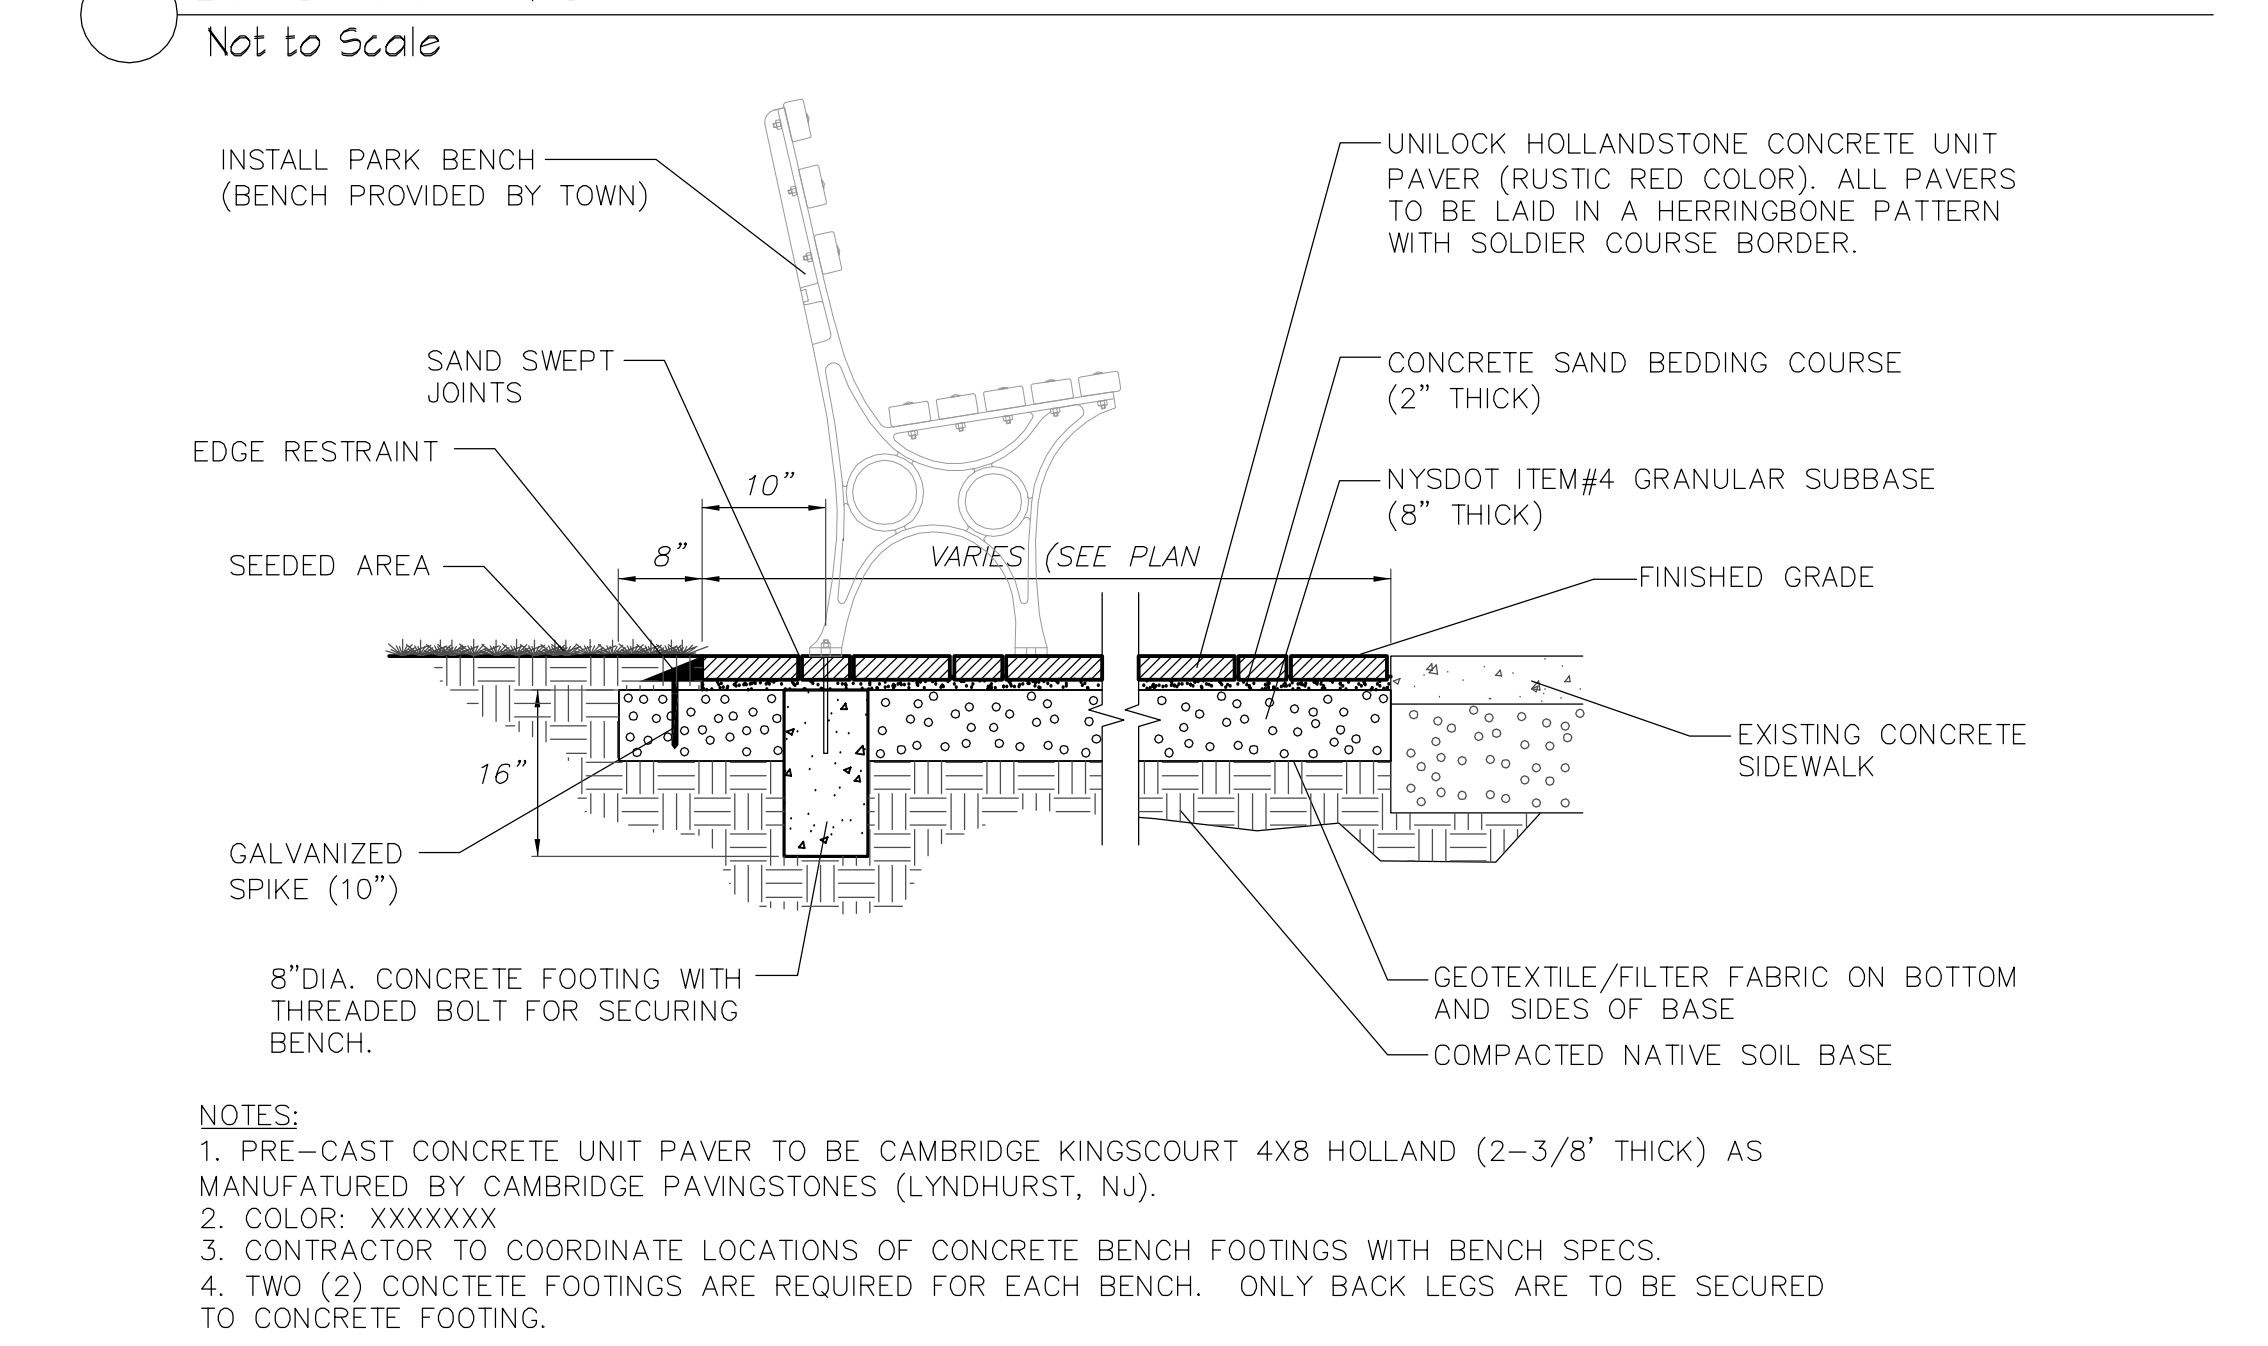 Not to Scale
INSTALL PARK BENCH
(BENCH PROVIDED BY TOWN)
UNILOCK HOLLANDSTONE CONCRETE UNIT
PAVER (RUSTIC RED COLOR). ALL PAVERS
TO BE LAID IN A HERRINGBONE PATTERN
WITH SOLDIER COURSE BORDER.
SAND SWEPT
JOINTS
CONCRETE SAND BEDDING COURSE
(2" THICK)
EDGE RESTRAINT
NYSDOT ITEM#4 GRANULAR SUBBASE
(8" THICK)
10"
SEEDED AREA
8"
VARIES (SEE PLAN
FINISHED GRADE
EXISTING CONCRETE
SIDEWALK
16"
GALVANIZED
SPIKE (10")
8"DIA. CONCRETE FOOTING WITH
THREADED BOLT FOR SECURING
BENCH.
GEOTEXTILE/FILTER FABRIC ON BOTTOM
AND SIDES OF BASE
COMPACTED NATIVE SOIL BASE
NOTES:
1. PRE-CAST CONCRETE UNIT PAVER TO BE CAMBRIDGE KINGSCOURT 4X8 HOLLAND (2-3/8' THICK) AS
MANUFATURED BY CAMBRIDGE PAVINGSTONES (LYNDHURST, NJ).
2. COLOR: XXXXXXX
3. CONTRACTOR TO COORDINATE LOCATIONS OF CONCRETE BENCH FOOTINGS WITH BENCH SPECS.
4. TWO (2) CONCTETE FOOTINGS ARE REQUIRED FOR EACH BENCH. ONLY BACK LEGS ARE TO BE SECURED
TO CONCRETE FOOTING.